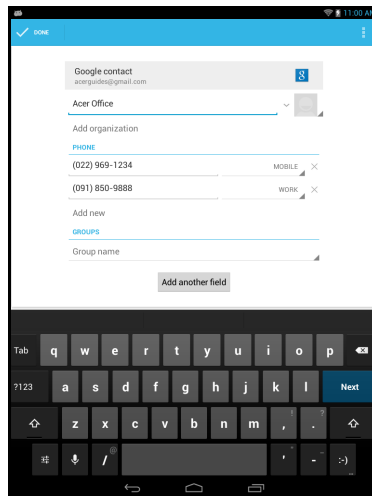 11:00 AM
DONE
Google contact
acerguides@gmail.com
8
Acer Office
Add organization
PHONE
(022) 969-1234 MOBILE
(091) 850-9888 WORK
Add new
GROUPS
Group name
Add another field
Tab q w e r t y u i o p
?123 a s d f g h j k l Next
z x c v b n m , ! . ?
/ @ ' " - _ :-)